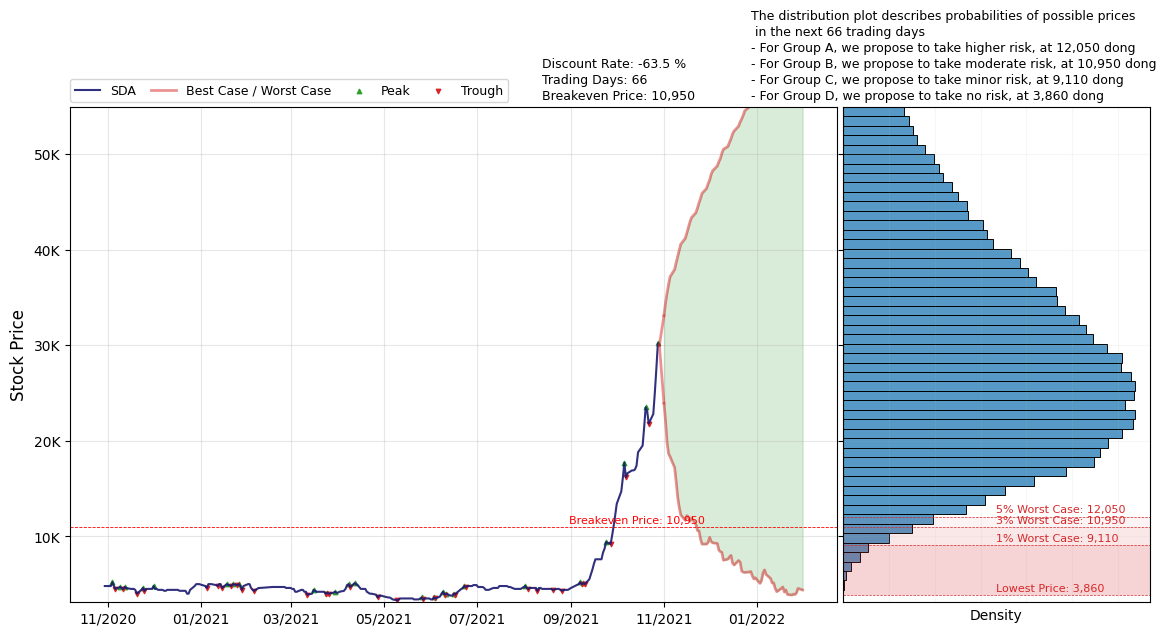 The distribution plot describes probabilities of possible prices
in the next 66 trading days
- For Group A, we propose to take higher risk, at 12,050 dong
- For Group B, we propose to take moderate risk, at 10,950 dong
- For Group C, we propose to take minor risk, at 9,110 dong
- For Group D, we propose to take no risk, at 3,860 dong
Discount Rate: -63.5 %
Trading Days: 66
Breakeven Price: 10,950
SDA Best Case / Worst Case Peak Trough
Stock Price
50K
40K
30K
20K
10K
Breakeven Price: 10,950
5% Worst Case: 12,050
3% Worst Case: 10,950
1% Worst Case: 9,110
Lowest Price: 3,860
11/2020 01/2021 03/2021 05/2021 07/2021 09/2021 11/2021 01/2022
Density